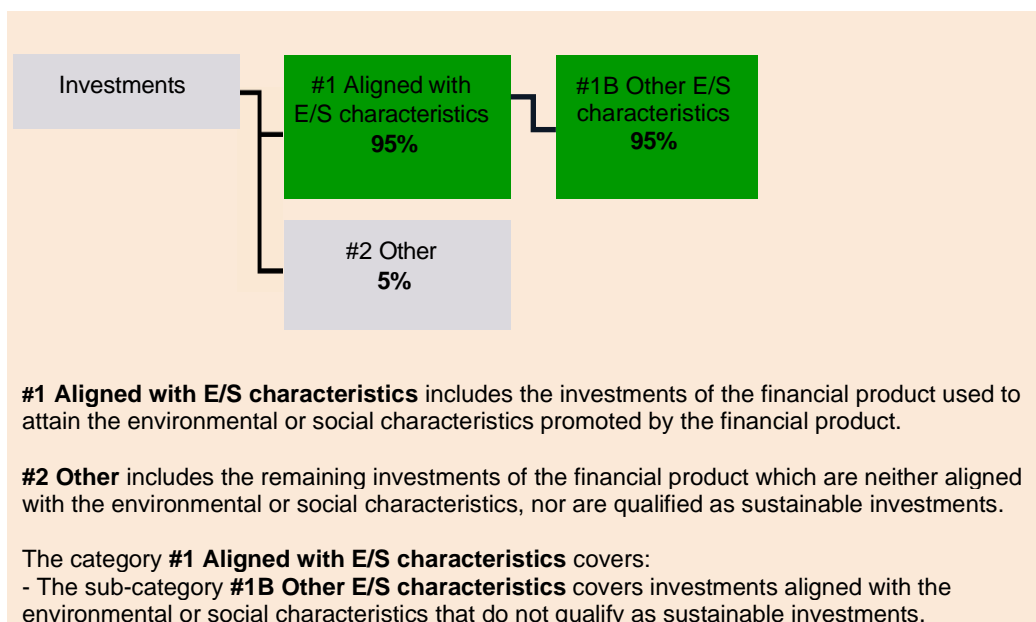 Investments
#1 Aligned with
E/S characteristics
95%
#1B Other E/S
characteristics
95%
#2 Other
5%
#1 Aligned with E/S characteristics includes the investments of the financial product used to
attain the environmental or social characteristics promoted by the financial product.
#2 Other includes the remaining investments of the financial product which are neither aligned
with the environmental or social characteristics, nor are qualified as sustainable investments.
The category #1 Aligned with E/S characteristics covers:
- The sub-category #1B Other E/S characteristics covers investments aligned with the
environmental or social characteristics that do not qualify as sustainable investments.